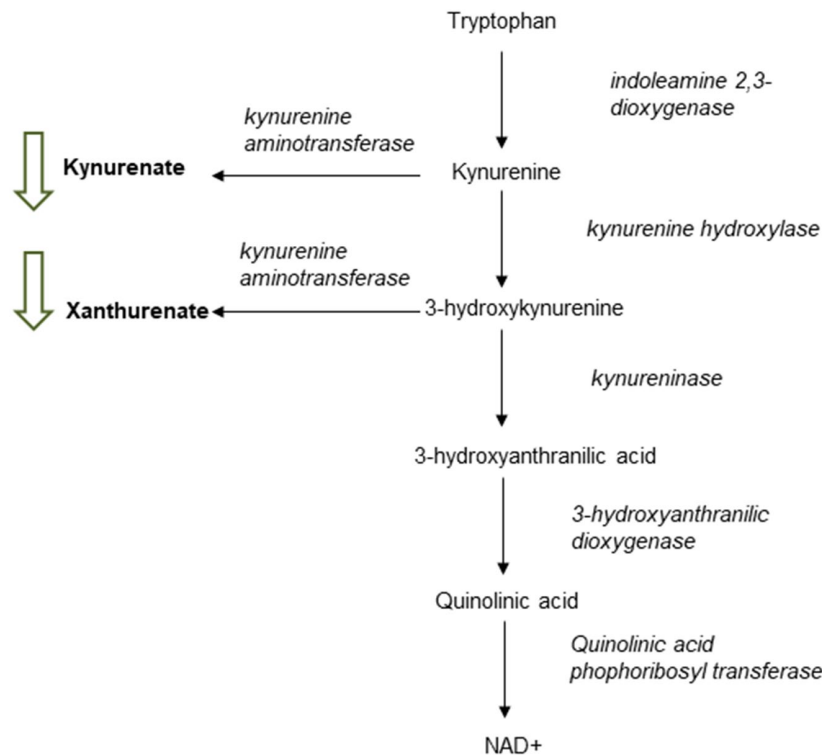 Tryptophan
indoleamine 2,3-
dioxygenase
kynurenine
aminotransferase
Kynurenate
Kynurenine
kynurenine hydroxylase
kynurenine
aminotransferase
Xanthurenate
3-hydroxykynurenine
kynureninase
3-hydroxyanthranilic acid
3-hydroxyanthranilic
dioxygenase
Quinolinic acid
Quinolinic acid
phophoribosyl transferase
NAD+